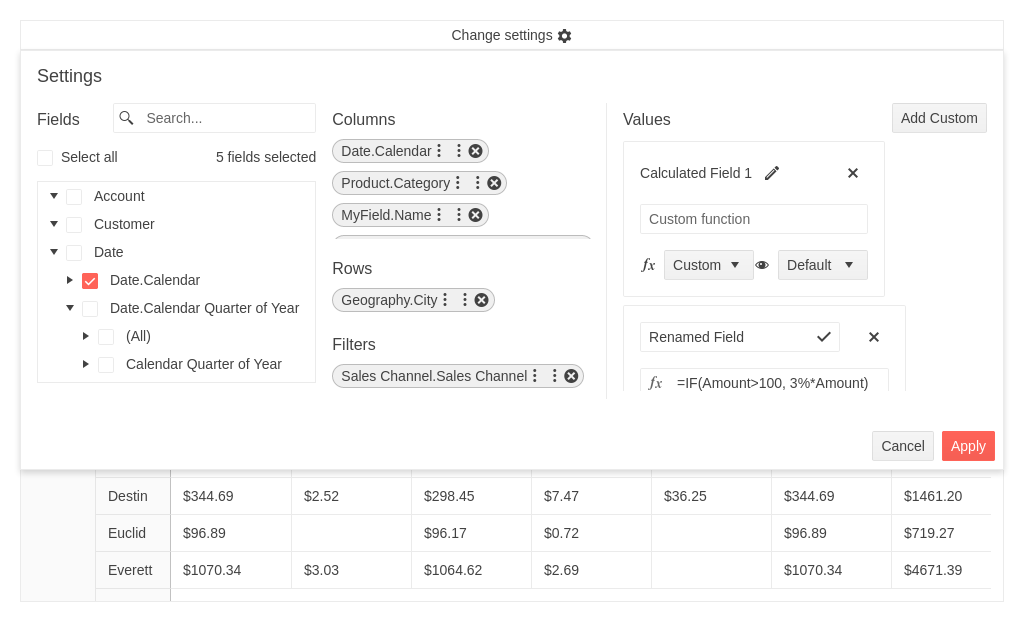 Change settings
Settings
Fields
Search...
Select all
5 fields selected
Account
Customer
Date
Date.Calendar
Date.Calendar Quarter of Year
(All)
Calendar Quarter of Year
Columns
Date.Calendar
Product.Category
MyField.Name
Rows
Geography.City
Filters
Sales Channel.Sales Channel
Values
Add Custom
Calculated Field 1
Custom function
fx Custom Default
Renamed Field
fx =IF(Amount>100, 3%*Amount)
Cancel Apply
Destin $344.69 $2.52 $298.45 $7.47 $36.25 $344.69 $1461.20
Euclid $96.89 $96.17 $0.72 $96.89 $719.27
Everett $1070.34 $3.03 $1064.62 $2.69 $1070.34 $4671.39